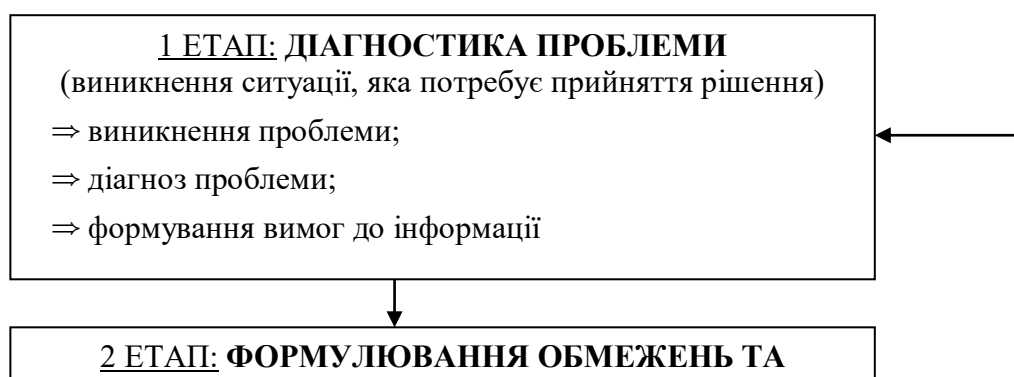 1 ЕТАП: ДІАГНОСТИКА ПРОБЛЕМИ
(виникнення ситуації, яка потребує прийняття рішення)
⇒ виникнення проблеми;
⇒ діагноз проблеми;
⇒ формування вимог до інформації
2 ЕТАП: ФОРМУЛЮВАННЯ ОБМЕЖЕНЬ ТА